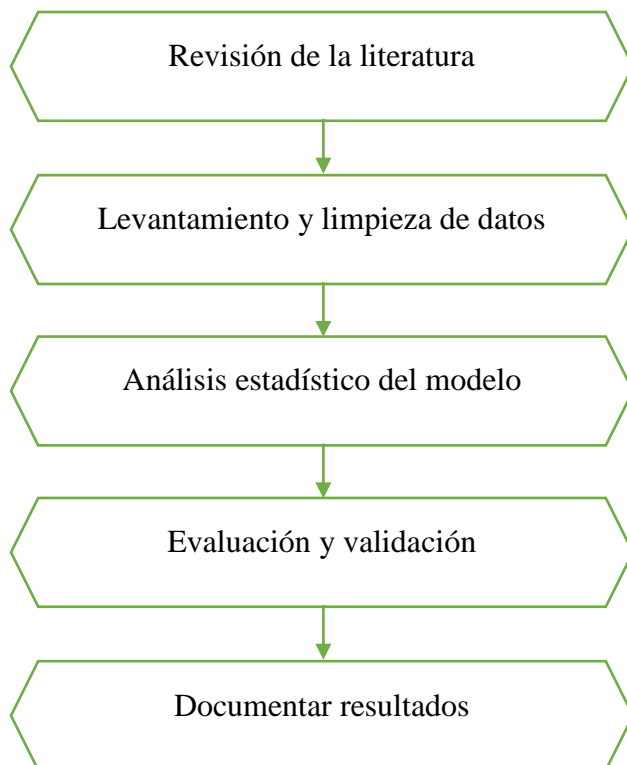 Revisión de la literatura
Levantamiento y limpieza de datos
Análisis estadístico del modelo
Evaluación y validación
Documentar resultados